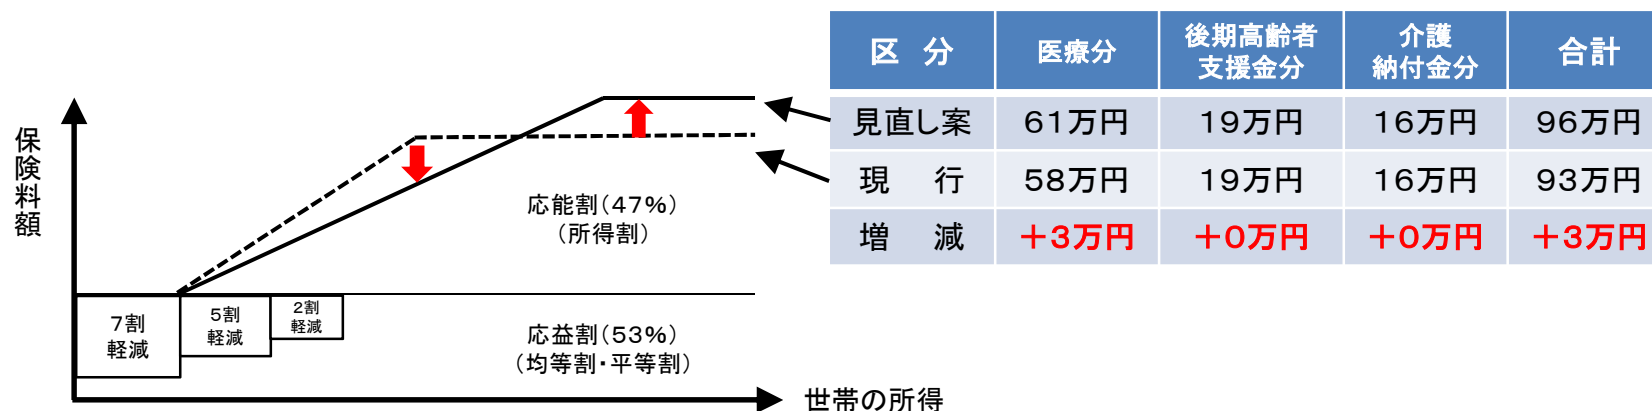 区 分 医療分 後期高齢者 支援金分 介護 納付金分 合計
見直し案 61万円 19万円 16万円 96万円
現 行 58万円 19万円 16万円 93万円
増 減 +3万円 +0万円 +0万円 +3万円
保険料額
応能割(47%)
(所得割)
7割
軽減
5割
軽減
2割
軽減
応益割(53%)
(均等割・平等割)
世帯の所得